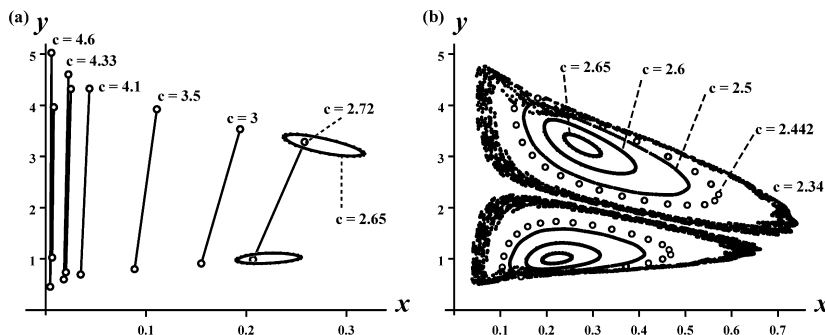 (a) y
c = 4.6
c = 4.33
c = 4.1
c = 3.5
c = 3
c = 2.72
c = 2.65
5
4
3
2
1
0.1 0.2 0.3 x
(b) y
c = 2.65
c = 2.6
c = 2.5
c = 2.442
c = 2.34
5
4
3
2
1
0.1 0.2 0.3 0.4 0.5 0.6 0.7 x